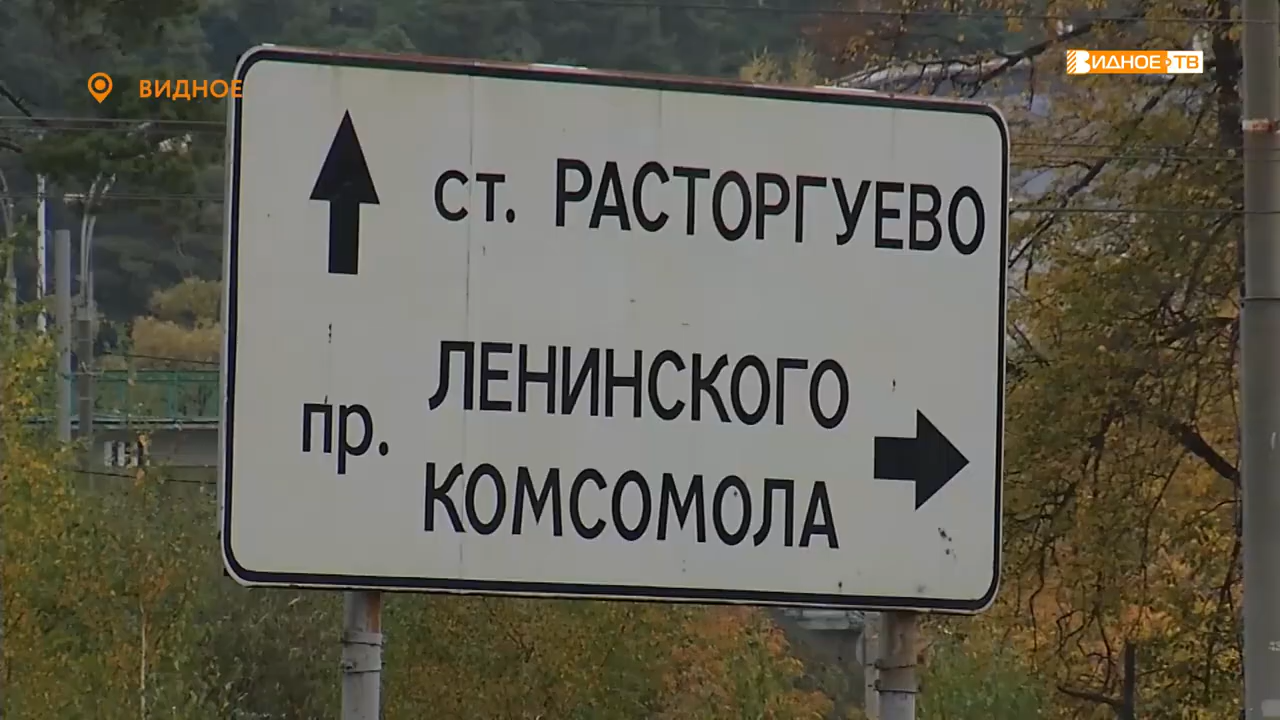 ВИДНОЕ
ВИДНОЕ ТВ
ст. РАСТОРГУЕВО
пр. ЛЕНИНСКОГО
КОМСОМОЛА